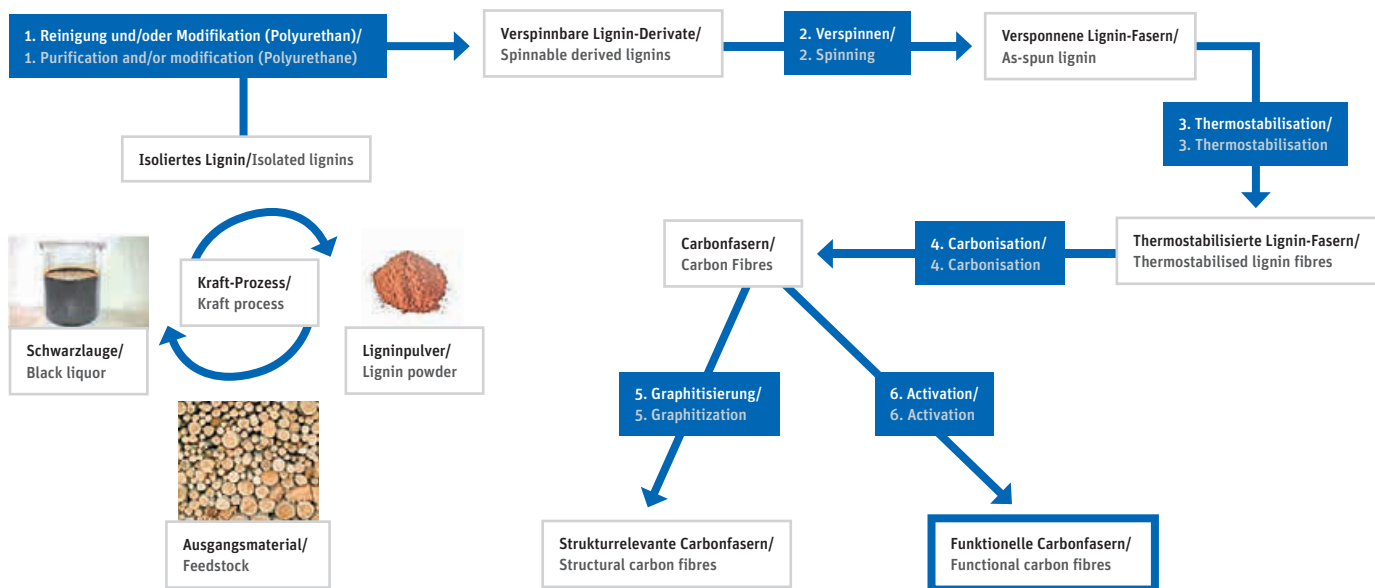 1. Reinigung und/oder Modifikation (Polyurethan)/
1. Purification and/or modification (Polyurethane)
Verspinnbare Lignin-Derivate/
Spinnable derived lignins
2. Verspinnen/
2. Spinning
Versponnene Lignin-Fasern/
As-spun lignin
3. Thermostabilisation/
3. Thermostabilisation
Isoliertes Lignin/Isolated lignins
Thermostabilisierte Lignin-Fasern/
Thermostabilised lignin fibres
4. Carbonisation/
4. Carbonisation
Carbonfasern/
Carbon Fibres
Kraft-Prozess/
Kraft process
Schwarzlauge/
Black liquor
Ligninpulver/
Lignin powder
5. Graphitisierung/
5. Graphitization
6. Activation/
6. Activation
Ausgangsmaterial/
Feedstock
Strukturrelevante Carbonfasern/
Structural carbon fibres
Funktionelle Carbonfasern/
Functional carbon fibres